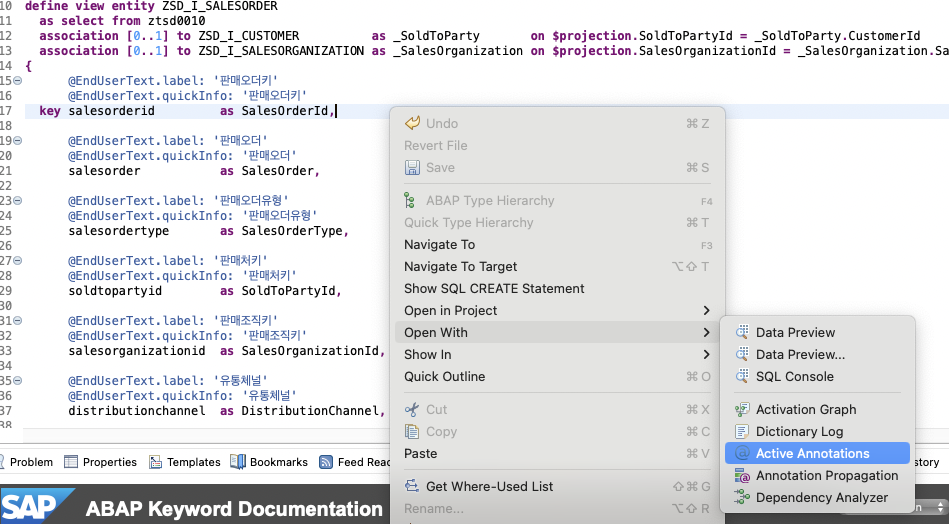 10 define view entity ZSD_I_SALESORDER
11 as select from ztsd0010
12 association [0..1] to ZSD_I_CUSTOMER as _SoldToParty on $projection.SoldToPartyId = _SoldToParty.CustomerId
13 association [0..1] to ZSD_I_SALESORGANIZATION as _SalesOrganization on $projection.SalesOrganizationId = _SalesOrganization.Sa
14 {
15 @EndUserText.label: '판매오더키'
16 @EndUserText.quickInfo: '판매오더키'
17 key salesorderid as SalesOrderId,
18
19 @EndUserText.label: '판매오더'
20 @EndUserText.quickInfo: '판매오더'
21 salesorder as SalesOrder,
22
23 @EndUserText.label: '판매오더유형'
24 @EndUserText.quickInfo: '판매오더유형'
25 salesordertype as SalesOrderType,
26
27 @EndUserText.label: '판매처키'
28 @EndUserText.quickInfo: '판매처키'
29 soldtopartyid as SoldToPartyId,
30
31 @EndUserText.label: '판매조직키'
32 @EndUserText.quickInfo: '판매조직키'
33 salesorganizationid as SalesOrganizationId,
34
35 @EndUserText.label: '유통체널'
36 @EndUserText.quickInfo: '유통체널'
37 distributionchannel as DistributionChannel,
38
Undo ⌘ Z
Revert File
Save ⌘ S
ABAP Type Hierarchy F4
Quick Type Hierarchy ⌘ T
Navigate To F3
Navigate To Target ⌥⇧ T
Show SQL CREATE Statement
Open in Project
Open With
Show In
Quick Outline ⌘ O
Cut ⌘ X
Copy ⌘ C
Paste ⌘ V
Get Where-Used List ⇧⌘ G
Rename... ⌥⌘ R
Data Preview
Data Preview...
SQL Console
Activation Graph
Dictionary Log
Active Annotations
Annotation Propagation
Dependency Analyzer
Problem Properties Templates Bookmarks Feed Reac story
SAP ABAP Keyword Documentation